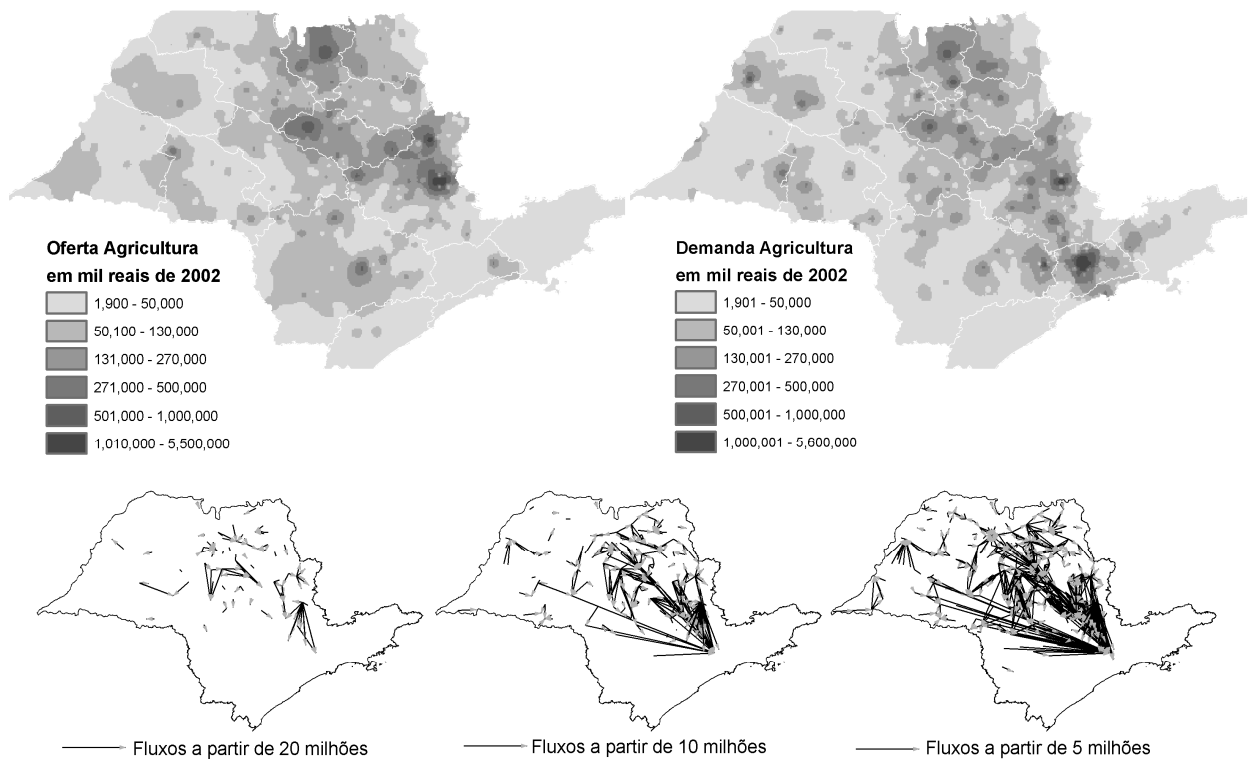 Oferta Agricultura
em mil reais de 2002
1,900 - 50,000
50,100 - 130,000
131,000 - 270,000
271,000 - 500,000
501,000 - 1,000,000
1,010,000 - 5,500,000
Demanda Agricultura
em mil reais de 2002
1,901 - 50,000
50,001 - 130,000
130,001 - 270,000
270,001 - 500,000
500,001 - 1,000,000
1,000,001 - 5,600,000
Fluxos a partir de 20 milhões
Fluxos a partir de 10 milhões
Fluxos a partir de 5 milhões